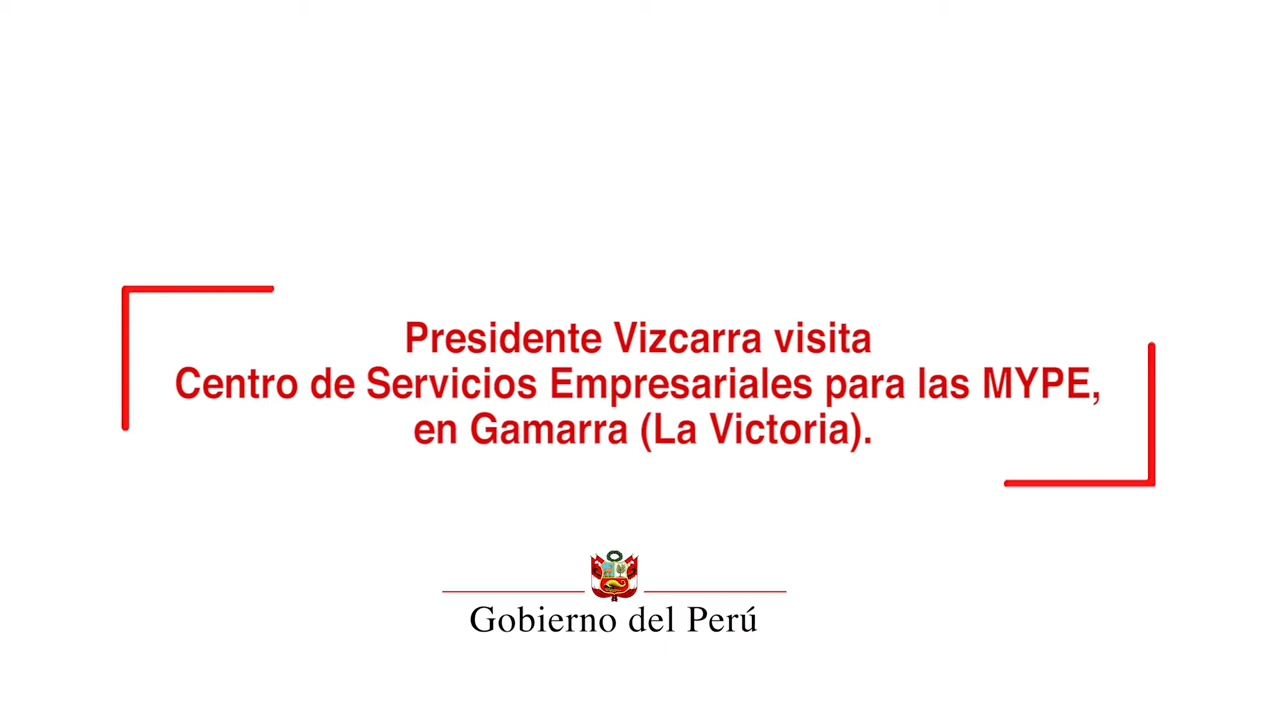 Presidente Vizcarra visita
Centro de Servicios Empresariales para las MYPE,
en Gamarra (La Victoria).
Gobierno del Perú